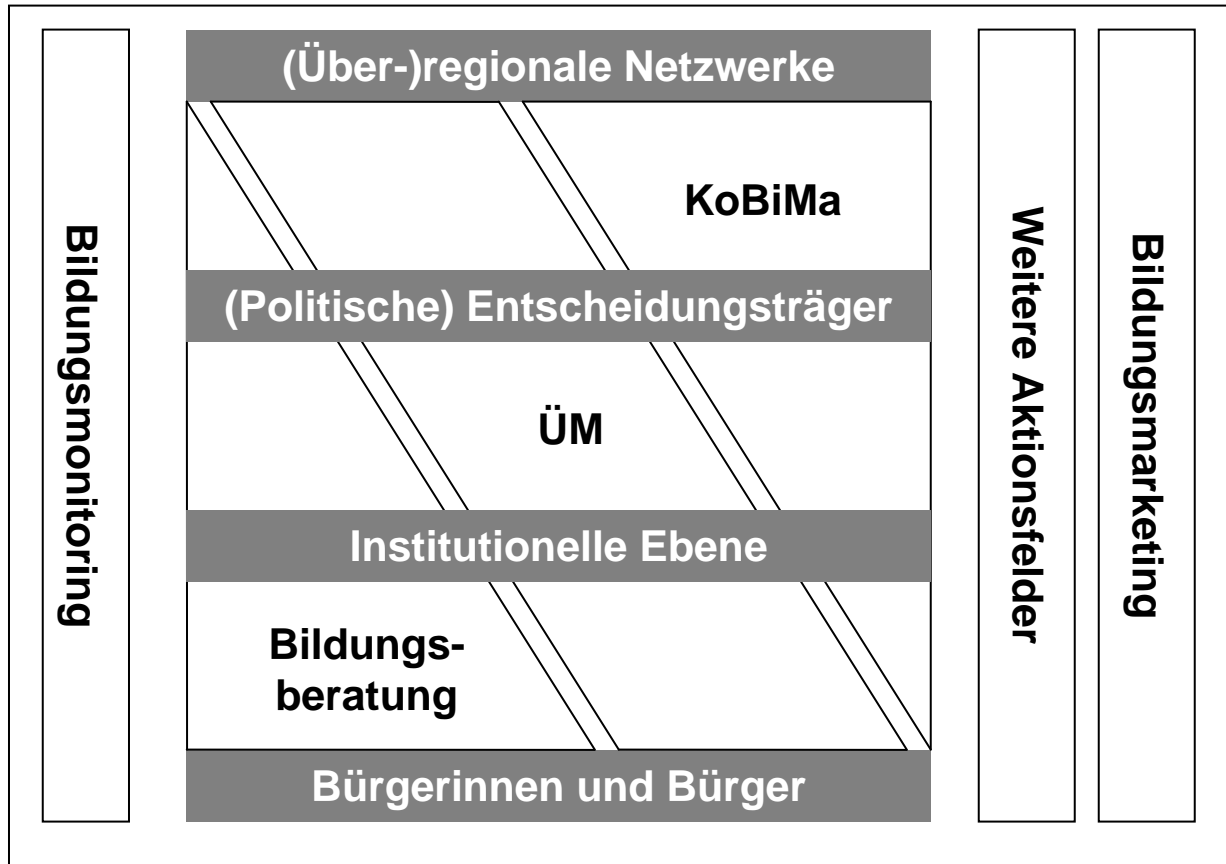 Bildungsmonitoring
(Über-)regionale Netzwerke
KoBiMa
(Politische) Entscheidungsträger
ÜM
Institutionelle Ebene
Bildungs-
beratung
Bürgerinnen und Bürger
Weitere Aktionsfelder
Bildungsmarketing